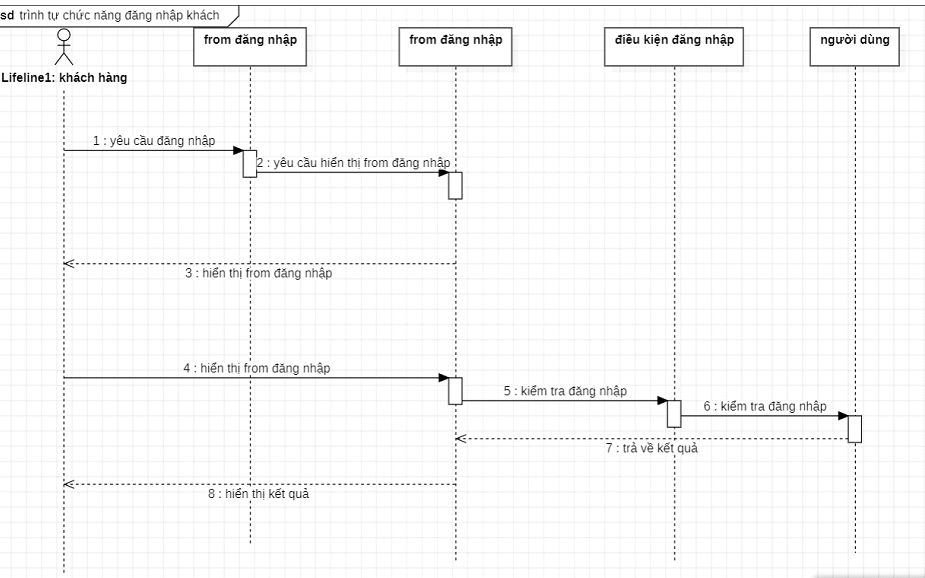 sd trình tự chức năng đăng nhập khách
Lifeline1: khách hàng
from đăng nhập
from đăng nhập
điều kiện đăng nhập
người dùng
1 : yêu cầu đăng nhập
2 : yêu cầu hiển thị from đăng nhập
3 : hiển thị from đăng nhập
4 : hiển thị from đăng nhập
5 : kiểm tra đăng nhập
6 : kiểm tra đăng nhập
7 : trả về kết quả
8 : hiển thị kết quả